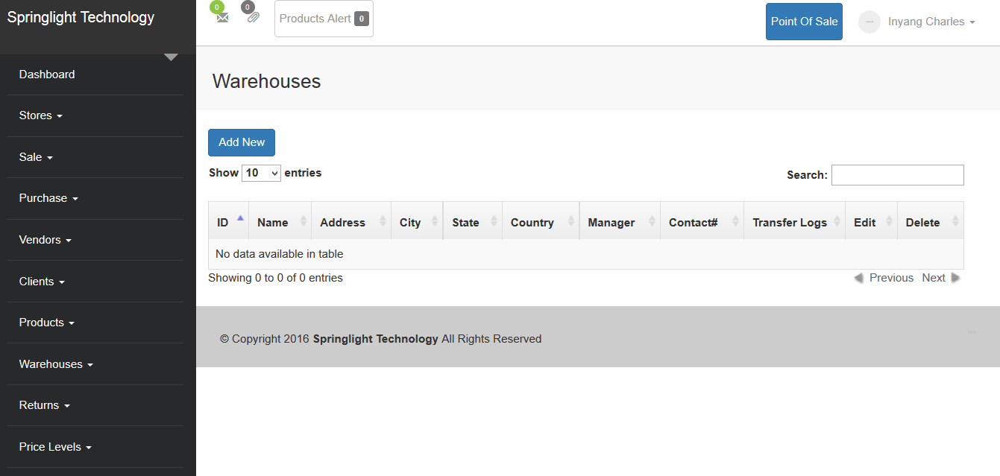 Springlight Technology
0
0
Products Alert 0
Point Of Sale
Inyang Charles
Dashboard
Stores
Sale
Purchase
Vendors
Clients
Products
Warehouses
Returns
Price Levels
Warehouses
Add New
Show 10 entries
Search:
ID Name Address City State Country Manager Contact# Transfer Logs Edit Delete
No data available in table
Showing 0 to 0 of 0 entries
Previous Next
© Copyright 2016 Springlight Technology All Rights Reserved